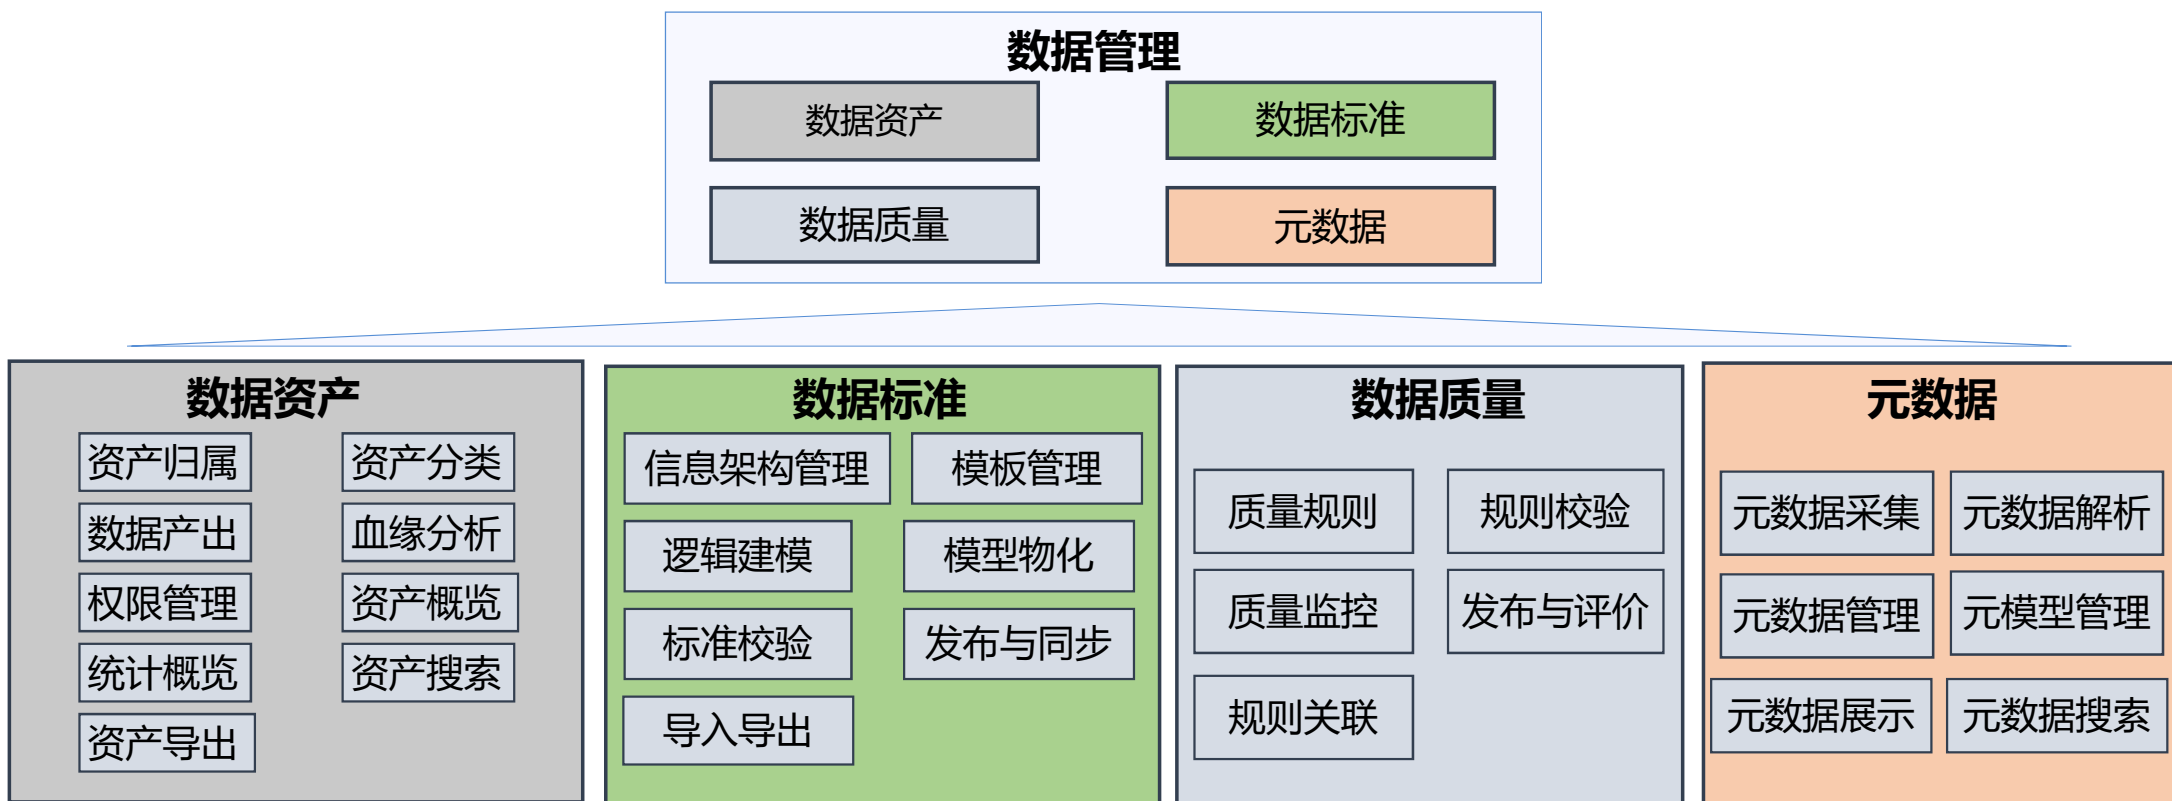 数据管理
数据资产
数据标准
数据质量
元数据
数据资产
资产归属
资产分类
数据产出
血缘分析
权限管理
资产概览
统计概览
资产搜索
资产导出
数据标准
信息架构管理
模板管理
逻辑建模
模型物化
标准校验
发布与同步
导入导出
数据质量
质量规则
规则校验
质量监控
发布与评价
规则关联
元数据
元数据采集
元数据解析
元数据管理
元模型管理
元数据展示
元数据搜索